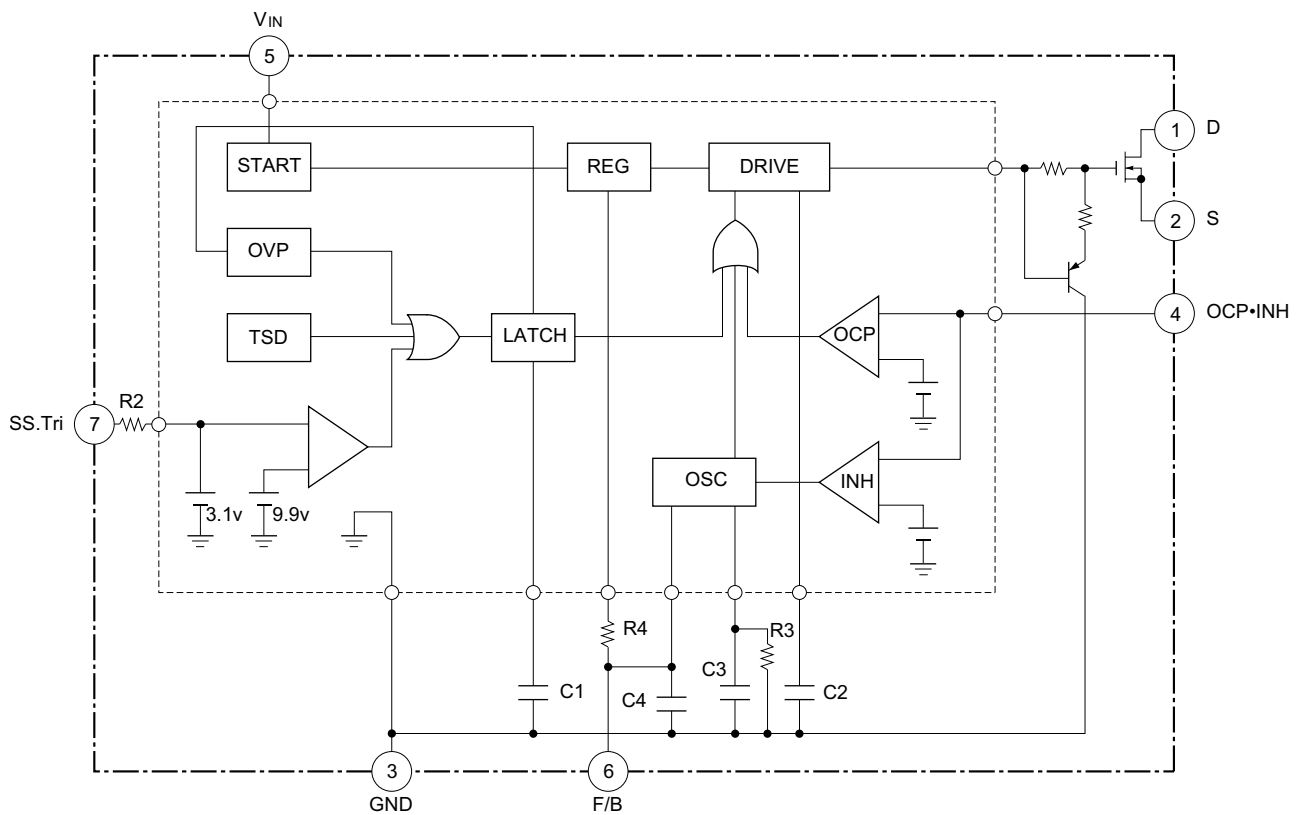 VIN
5
1
D
START
REG
DRIVE
2
S
OVP
4
OCP•INH
TSD
LATCH
OCP
R2
SS.Tri
7
OSC
INH
3.1v
9.9v
R4
R3
C3
C1
C4
C2
3
6
GND
F/B